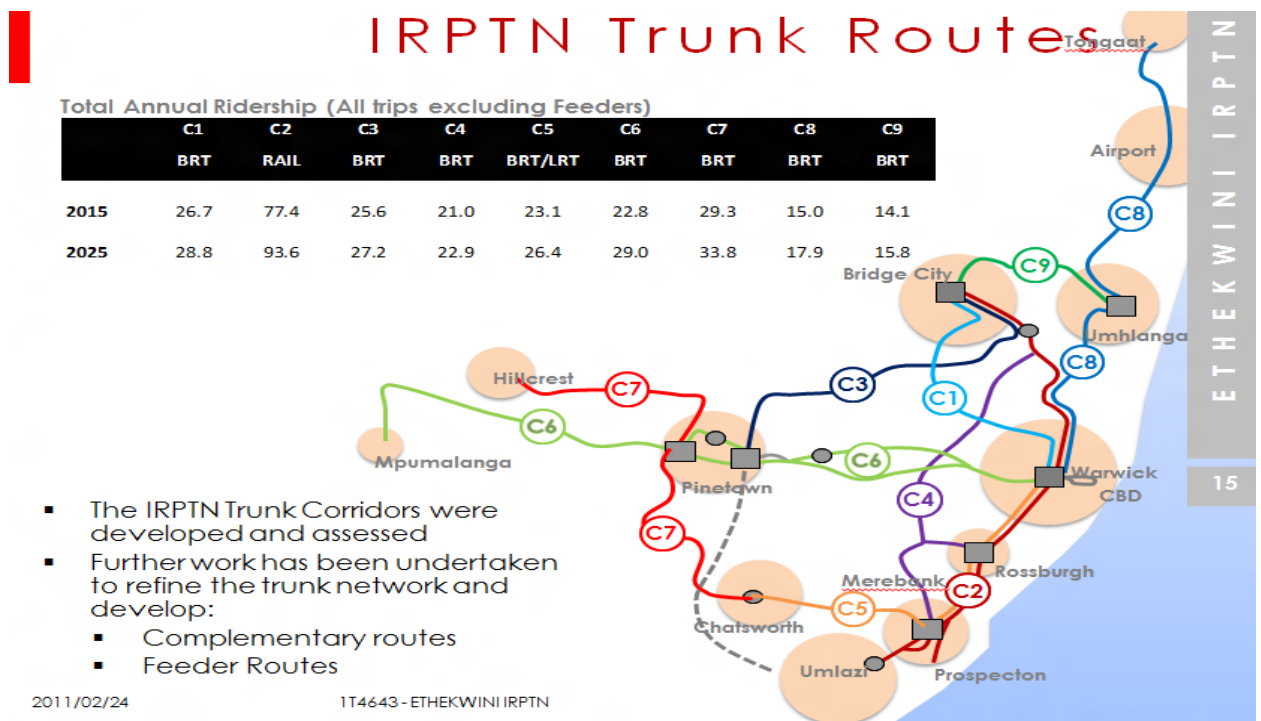 IRPTN Trunk Routes
Total Annual Ridership (All trips excluding Feeders)
C1 C2 C3 C4 C5 C6 C7 C8 C9
BRT RAIL BRT BRT BRT/LRT BRT BRT BRT BRT
2015 26.7 77.4 25.6 21.0 23.1 22.8 29.3 15.0 14.1
2025 28.8 93.6 27.2 22.9 26.4 29.0 33.8 17.9 15.8
Tongaat
Airport
C8
Bridge City
C9
Umhlanga
C8
Hillcrest
C7
C3
C1
C6
Mpumalanga
C6
Pinetown
Warwick
CBD
C4
C7
Rossburgh
Merebank
C2
C5
Chatsworth
Umlazi
Prospecton
▪ The IRPTN Trunk Corridors were
developed and assessed
▪ Further work has been undertaken
to refine the trunk network and
develop:
▪ Complementary routes
▪ Feeder Routes
2011/02/24
1T4643-ETHEKWINI IRPTN
ETHEKWINI IRPTN
15